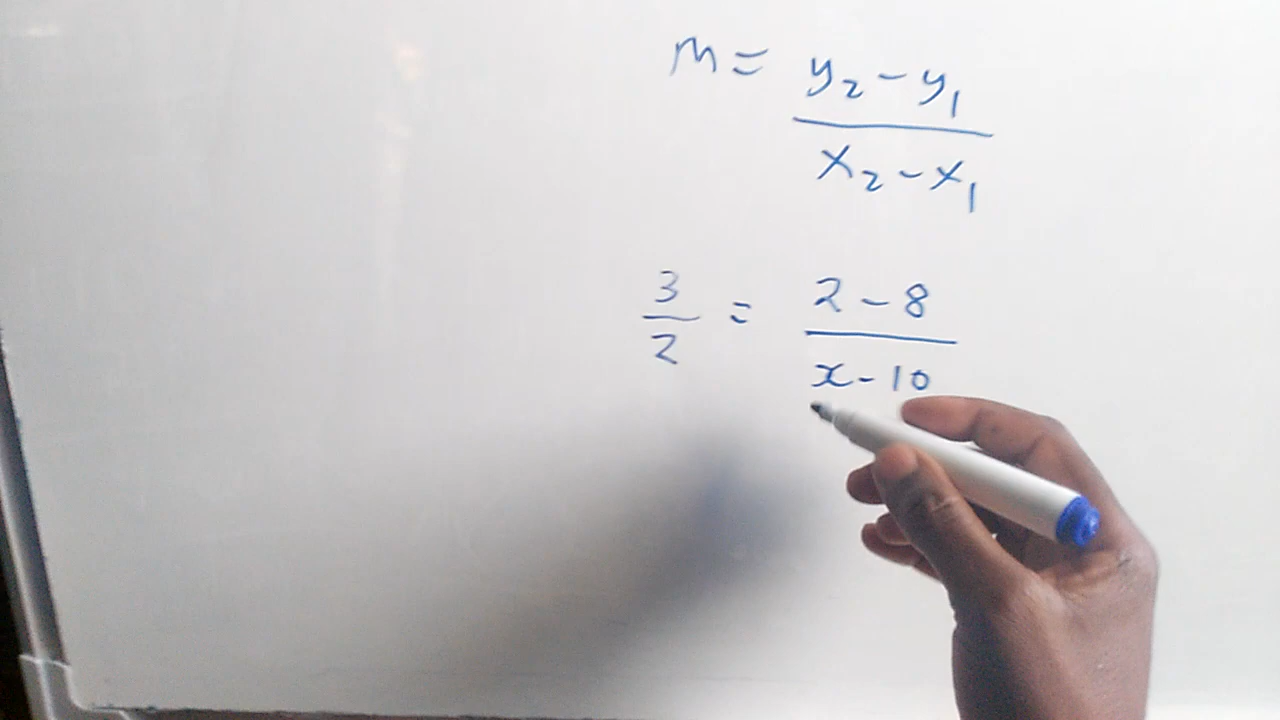 m = y₂ - y₁
x₂ - x₁
3/2 = 2 - 8
x - 10